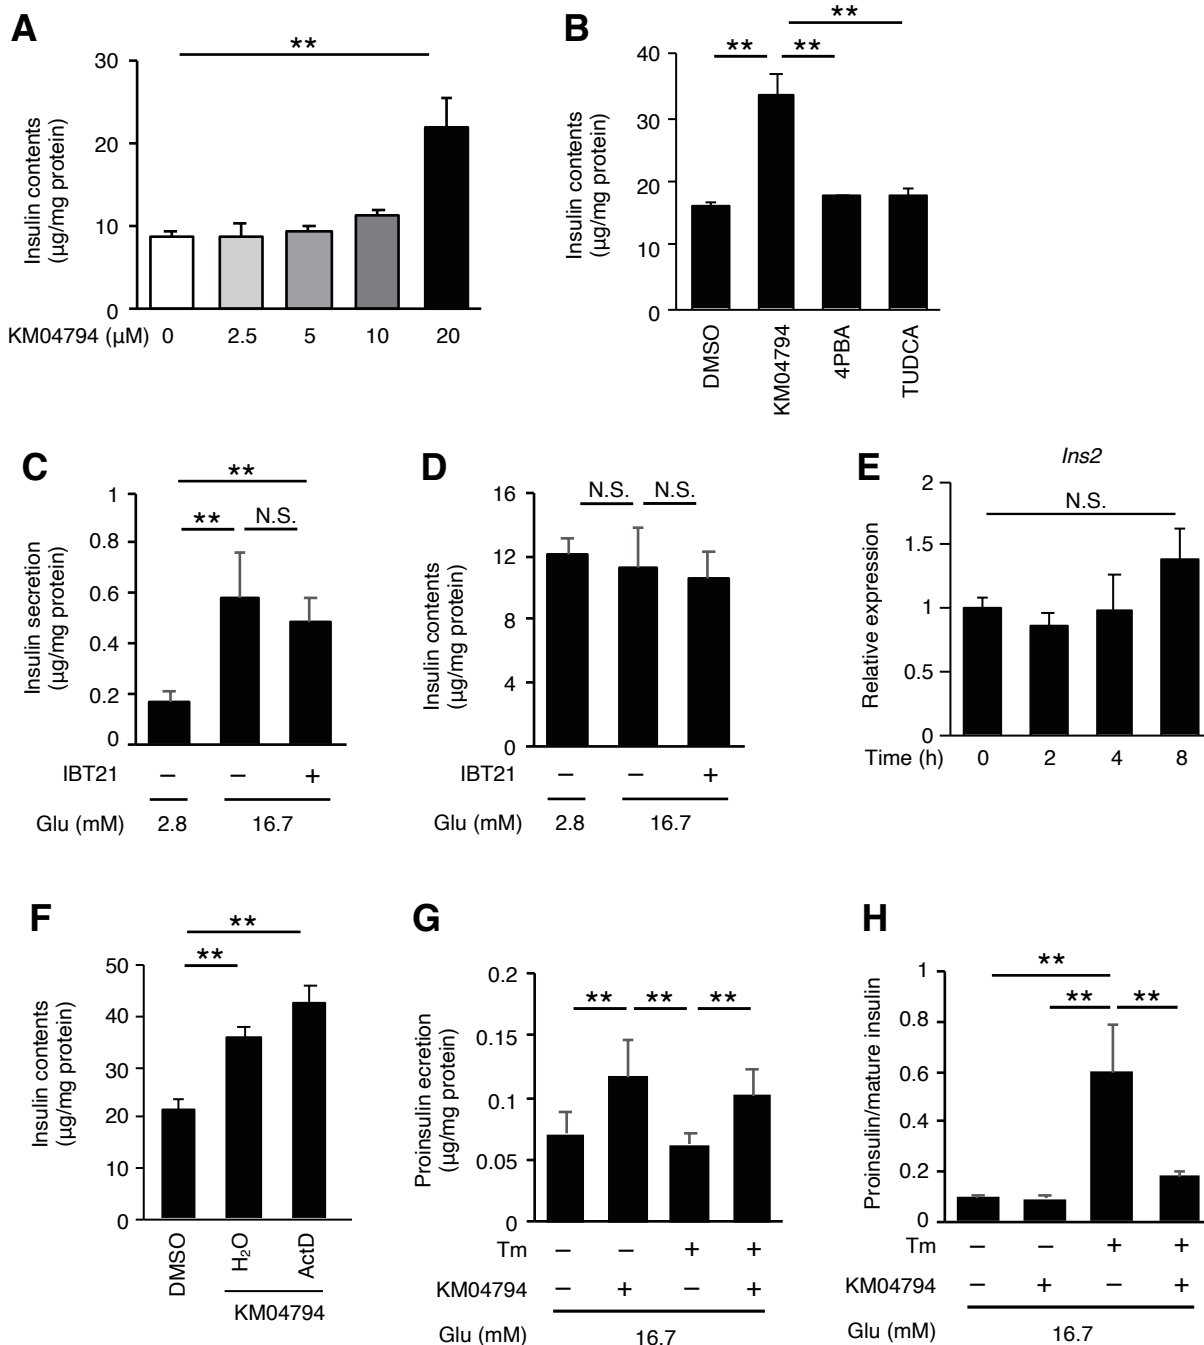 A
**
Insulin contents
(μg/mg protein)
30
20
10
0
KM04794 (μM) 0 2.5 5 10 20
B
**
** **
Insulin contents
(μg/mg protein)
40
30
20
10
0
DMSO
KM04794
4PBA
TUDCA
C
**
** N.S.
Insulin secretion
(μg/mg protein)
1
0.8
0.6
0.4
0.2
0
IBT21 – – +
Glu (mM) 2.8 16.7
D
N.S. N.S.
Insulin contents
(μg/mg protein)
16
12
8
4
0
IBT21 – – +
Glu (mM) 2.8 16.7
E
Ins2
N.S.
Relative expression
2
1.5
1
0.5
0
Time (h) 0 2 4 8
F
**
**
Insulin contents
(μg/mg protein)
50
40
30
20
10
0
DMSO
H₂O
ActD
KM04794
G
** ** **
Proinsulin ecretion
(μg/mg protein)
0.2
0.15
0.1
0.05
0
Tm – – + +
KM04794 – + – +
Glu (mM) 16.7
H
**
** **
Proinsulin/mature insulin
1
0.8
0.6
0.4
0.2
0
Tm – – + +
KM04794 – + – +
Glu (mM) 16.7